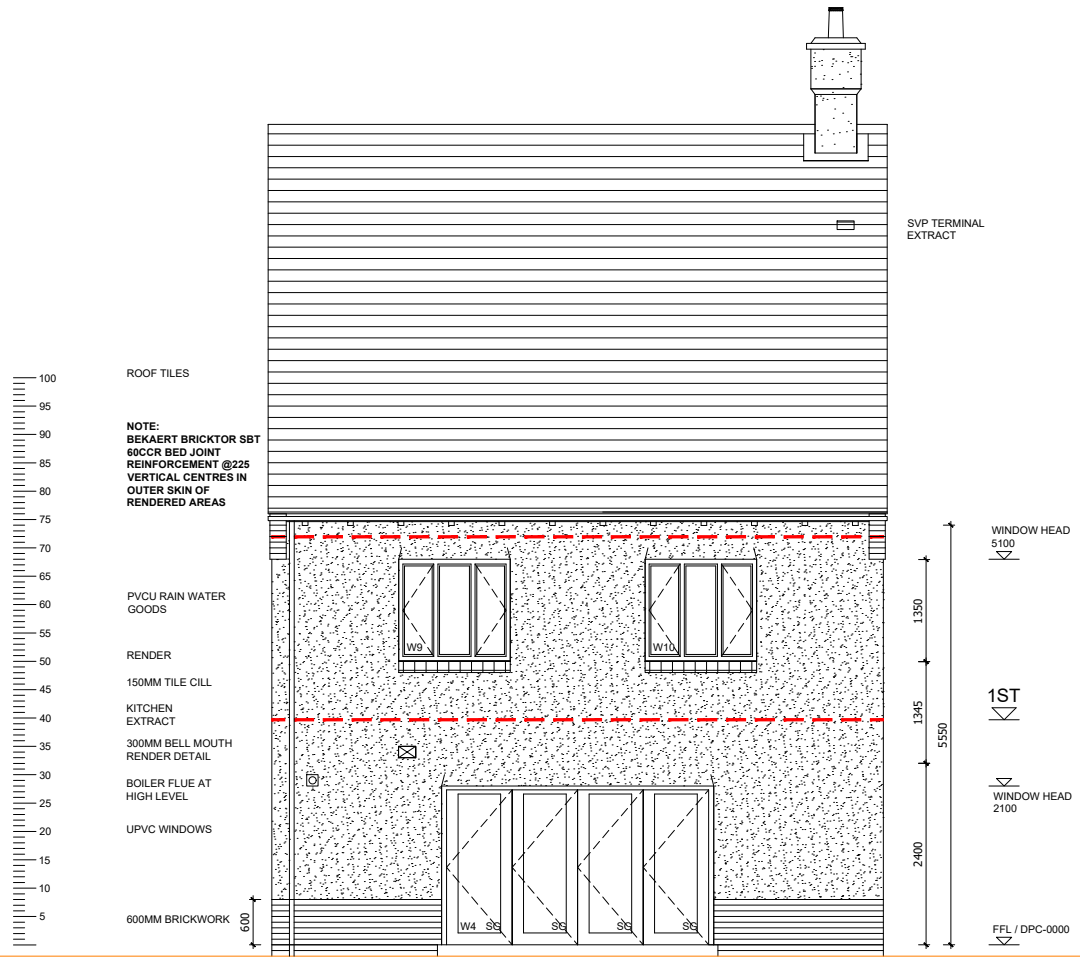 SVP TERMINAL
EXTRACT
ROOF TILES
100
95
90
85
80
75
70
65
60
55
50
45
40
35
30
25
20
15
10
5
NOTE:
BEKAERT BRICKTOR SBT
60CCR BED JOINT
REINFORCEMENT @225
VERTICAL CENTRES IN
OUTER SKIN OF
RENDERED AREAS
PVCU RAIN WATER
GOODS
RENDER
150MM TILE CILL
KITCHEN
EXTRACT
300MM BELL MOUTH
RENDER DETAIL
BOILER FLUE AT
HIGH LEVEL
UPVC WINDOWS
600MM BRICKWORK
600
W9
W10
W4 SG SG SG SG
1350
1345
2400
5550
WINDOW HEAD
5100
1ST
WINDOW HEAD
2100
FFL / DPC-0000